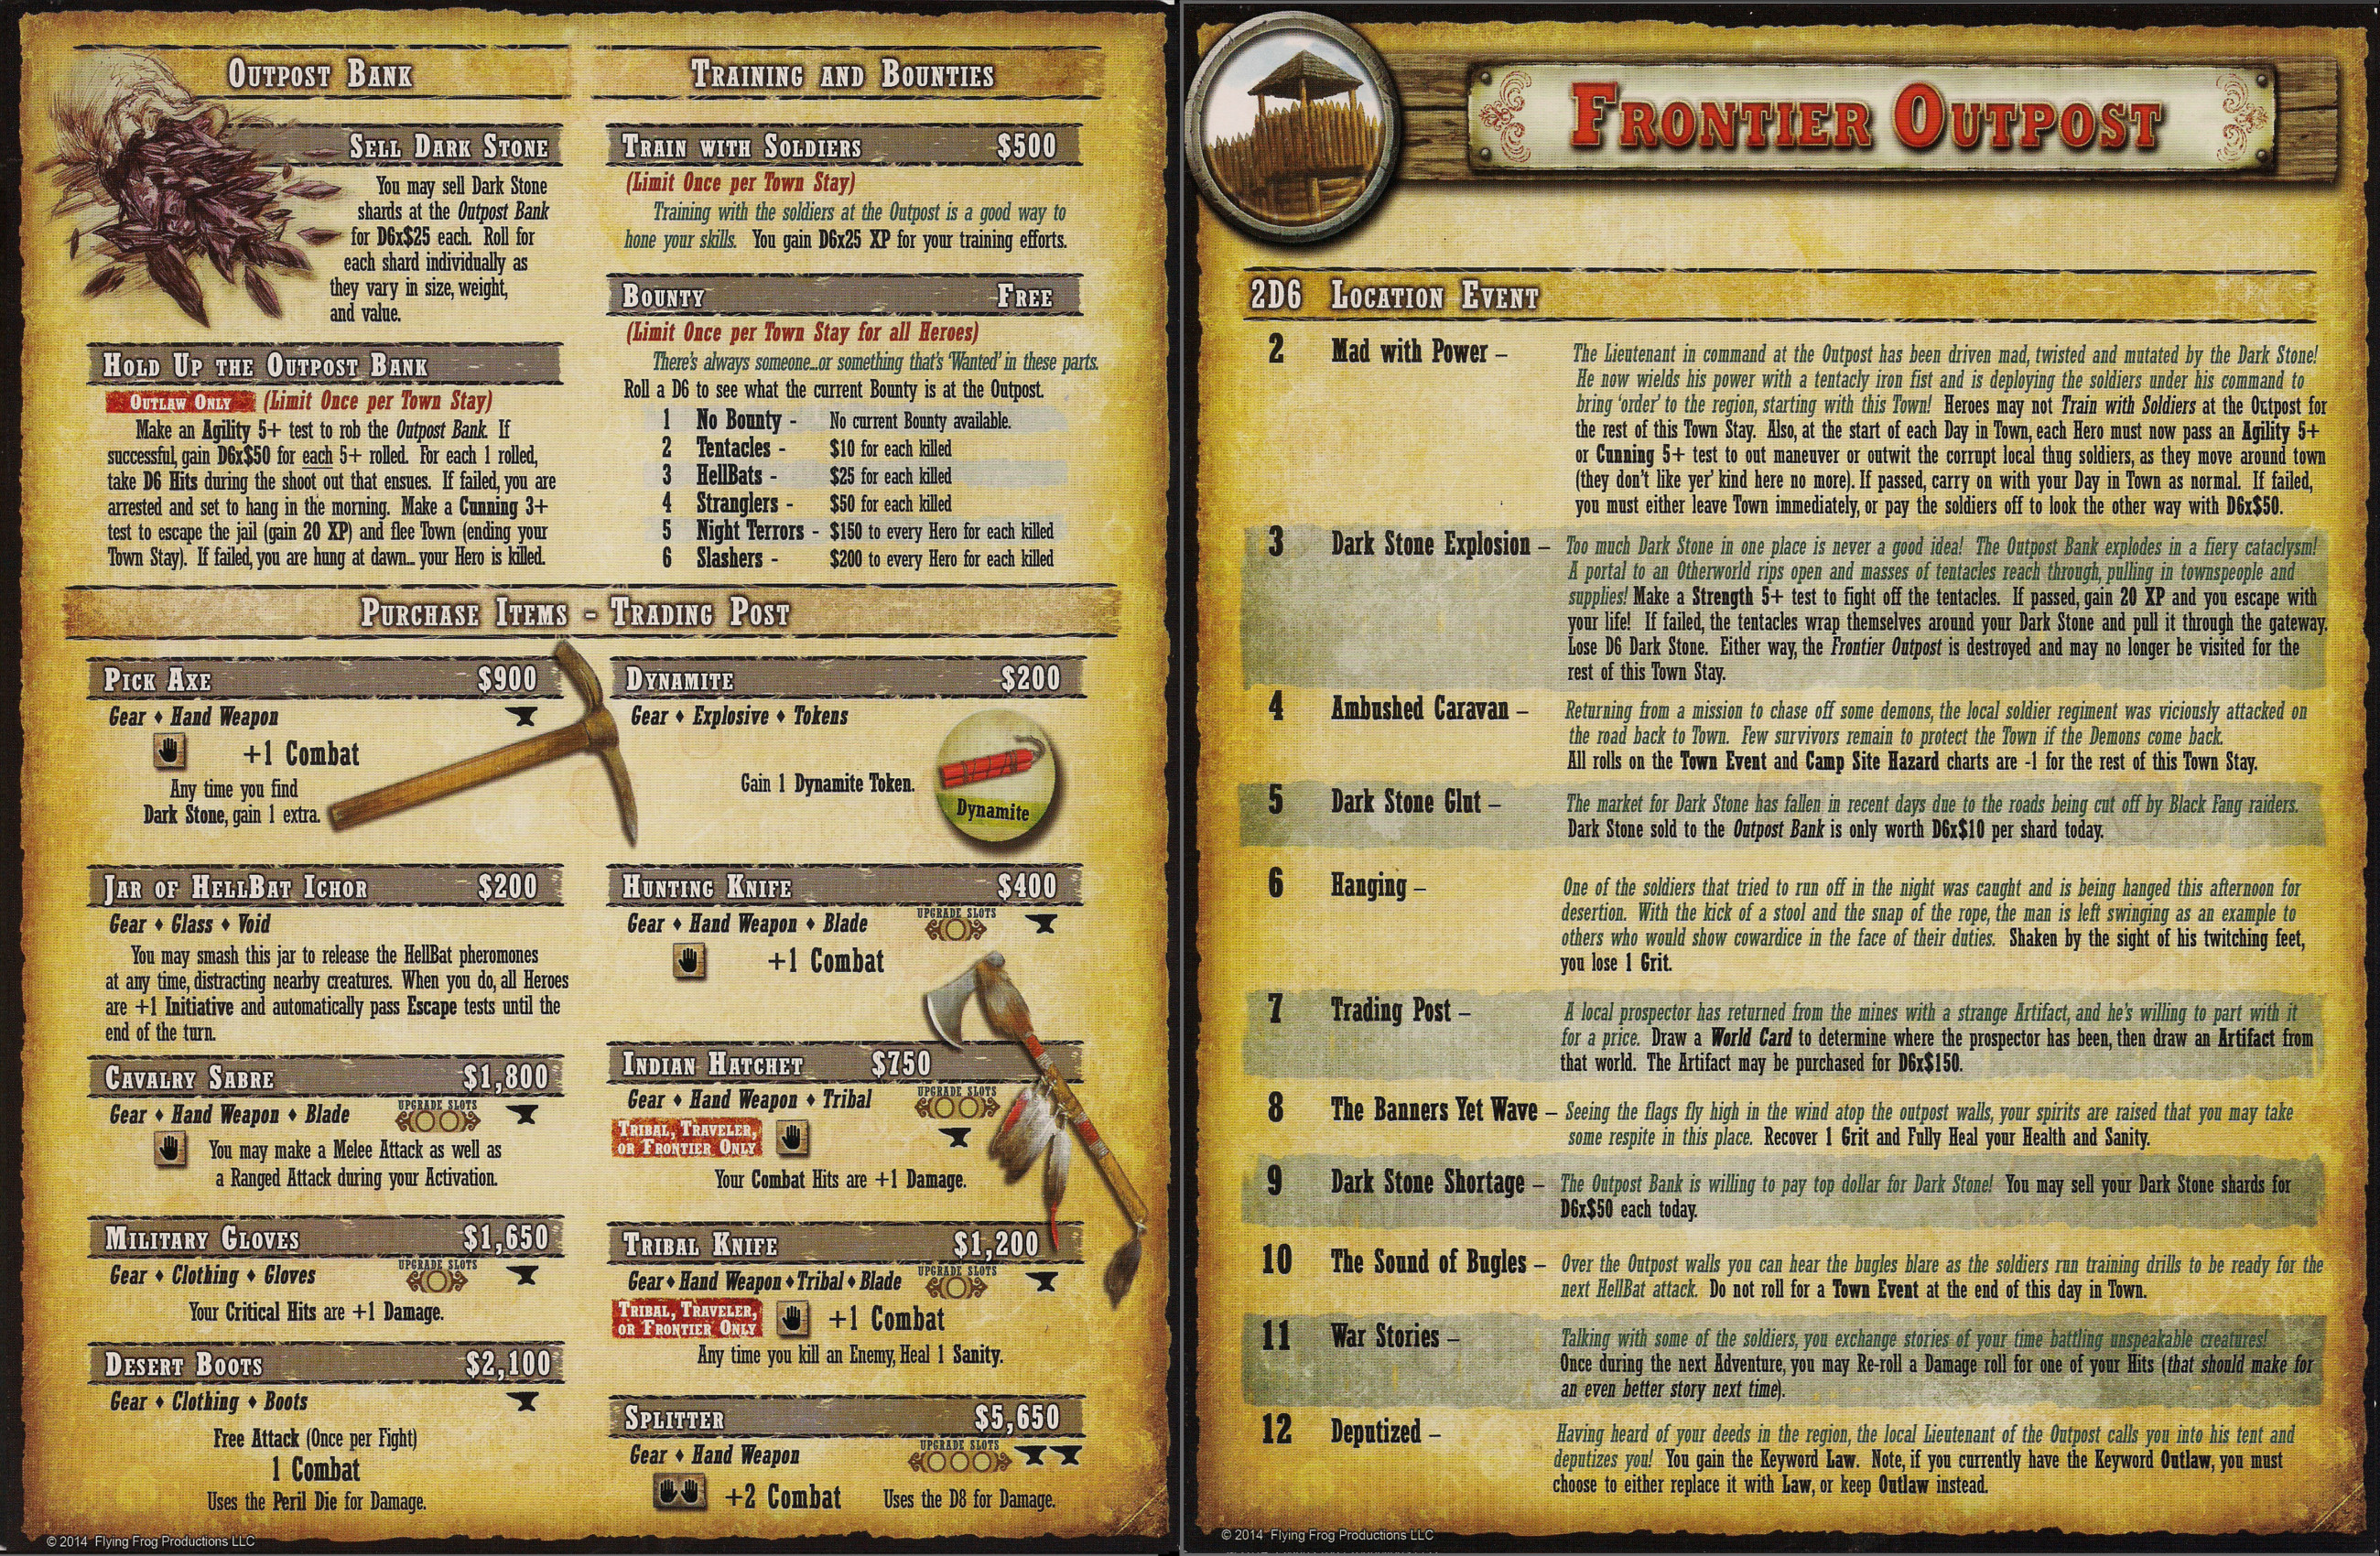 OUTPOST BANK
SELL DARK STONE
You may sell Dark Stone
shards at the Outpost Bank
for D6x$25 each. Roll for
each shard individually as
they vary in size, weight,
and value.
HOLD UP THE OUTPOST BANK
OUTLAW ONLY (Limit Once per Town Stay)
Make an Agility 5+ test to rob the Outpost Bank. If
successful, gain D6x$50 for each 5+ rolled. For each 1 rolled,
take D6 Hits during the shoot out that ensues. If failed, you are
arrested and set to hang in the morning. Make a Cunning 3+
test to escape the jail (gain 20 XP) and flee Town (ending your
Town Stay). If failed, you are hung at dawn... your Hero is killed.
TRAINING AND BOUNTIES
TRAIN WITH SOLDIERS $500
(Limit Once per Town Stay)
Training with the soldiers at the Outpost is a good way to
hone your skills. You gain D6x25 XP for your training efforts.
BOUNTY FREE
(Limit Once per Town Stay for all Heroes)
There's always someone...or something that's 'Wanted' in these parts.
Roll a D6 to see what the current Bounty is at the Outpost.
1 No Bounty - No current Bounty available.
2 Tentacles - $10 for each killed
3 HellBats - $25 for each killed
4 Stranglers - $50 for each killed
5 Night Terrors - $150 to every Hero for each killed
6 Slashers - $200 to every Hero for each killed
PURCHASE ITEMS - TRADING POST
PICK AXE $900
Gear ♦ Hand Weapon
+1 Combat
Any time you find
Dark Stone, gain 1 extra.
JAR OF HELLBAT ICHOR $200
Gear ♦ Glass ♦ Void
You may smash this jar to release the HellBat pheromones
at any time, distracting nearby creatures. When you do, all Heroes
are +1 Initiative and automatically pass Escape tests until the
end of the turn.
CAVALRY SABRE $1,800
Gear ♦ Hand Weapon ♦ Blade UPGRADE SLOTS
You may make a Melee Attack as well as
a Ranged Attack during your Activation.
MILITARY GLOVES $1,650
Gear ♦ Clothing ♦ Gloves UPGRADE SLOTS
Your Critical Hits are +1 Damage.
DESERT BOOTS $2,100
Gear ♦ Clothing ♦ Boots
Free Attack (Once per Fight)
1 Combat
Uses the Peril Die for Damage.
DYNAMITE $200
Gear ♦ Explosive ♦ Tokens
Gain 1 Dynamite Token.
Dynamite
HUNTING KNIFE $400
Gear ♦ Hand Weapon ♦ Blade UPGRADE SLOTS
+1 Combat
INDIAN HATCHET $750
Gear ♦ Hand Weapon ♦ Tribal UPGRADE SLOTS
TRIBAL, TRAVELER,
OR FRONTIER ONLY
Your Combat Hits are +1 Damage.
TRIBAL KNIFE $1,200
Gear ♦ Hand Weapon ♦ Tribal ♦ Blade UPGRADE SLOTS
TRIBAL, TRAVELER,
OR FRONTIER ONLY
+1 Combat
Any time you kill an Enemy, Heal 1 Sanity.
SPLITTER $5,650
Gear ♦ Hand Weapon UPGRADE SLOTS
+2 Combat Uses the D8 for Damage.
© 2014 Flying Frog Productions LLC
FRONTIER OUTPOST
2D6 LOCATION EVENT
2 Mad with Power – The Lieutenant in command at the Outpost has been driven mad, twisted and mutated by the Dark Stone!
He now wields his power with a tentacly iron fist and is deploying the soldiers under his command to
bring 'order' to the region, starting with this Town! Heroes may not Train with Soldiers at the Outpost for
the rest of this Town Stay. Also, at the start of each Day in Town, each Hero must now pass an Agility 5+
or Cunning 5+ test to out maneuver or outwit the corrupt local thug soldiers, as they move around town
(they don't like yer' kind here no more). If passed, carry on with your Day in Town as normal. If failed,
you must either leave Town immediately, or pay the soldiers off to look the other way with D6x$50.
3 Dark Stone Explosion – Too much Dark Stone in one place is never a good idea! The Outpost Bank explodes in a fiery cataclysm!
A portal to an Otherworld rips open and masses of tentacles reach through, pulling in townspeople and
supplies! Make a Strength 5+ test to fight off the tentacles. If passed, gain 20 XP and you escape with
your life! If failed, the tentacles wrap themselves around your Dark Stone and pull it through the gateway.
Lose D6 Dark Stone. Either way, the Frontier Outpost is destroyed and may no longer be visited for the
rest of this Town Stay.
4 Ambushed Caravan – Returning from a mission to chase off some demons, the local soldier regiment was viciously attacked on
the road back to Town. Few survivors remain to protect the Town if the Demons come back.
All rolls on the Town Event and Camp Site Hazard charts are -1 for the rest of this Town Stay.
5 Dark Stone Glut – The market for Dark Stone has fallen in recent days due to the roads being cut off by Black Fang raiders.
Dark Stone sold to the Outpost Bank is only worth D6x$10 per shard today.
6 Hanging – One of the soldiers that tried to run off in the night was caught and is being hanged this afternoon for
desertion. With the kick of a stool and the snap of the rope, the man is left swinging as an example to
others who would show cowardice in the face of their duties. Shaken by the sight of his twitching feet,
you lose 1 Grit.
7 Trading Post – A local prospector has returned from the mines with a strange Artifact, and he's willing to part with it
for a price. Draw a World Card to determine where the prospector has been, then draw an Artifact from
that world. The Artifact may be purchased for D6x$150.
8 The Banners Yet Wave – Seeing the flags fly high in the wind atop the outpost walls, your spirits are raised that you may take
some respite in this place. Recover 1 Grit and Fully Heal your Health and Sanity.
9 Dark Stone Shortage – The Outpost Bank is willing to pay top dollar for Dark Stone! You may sell your Dark Stone shards for
D6x$50 each today.
10 The Sound of Bugles – Over the Outpost walls you can hear the bugles blare as the soldiers run training drills to be ready for the
next HellBat attack. Do not roll for a Town Event at the end of this day in Town.
11 War Stories – Talking with some of the soldiers, you exchange stories of your time battling unspeakable creatures!
Once during the next Adventure, you may Re-roll a Damage roll for one of your Hits (that should make for
an even better story next time).
12 Deputized – Having heard of your deeds in the region, the local Lieutenant of the Outpost calls you into his tent and
deputizes you! You gain the Keyword Law. Note, if you currently have the Keyword Outlaw, you must
choose to either replace it with Law, or keep Outlaw instead.
© 2014 Flying Frog Productions LLC